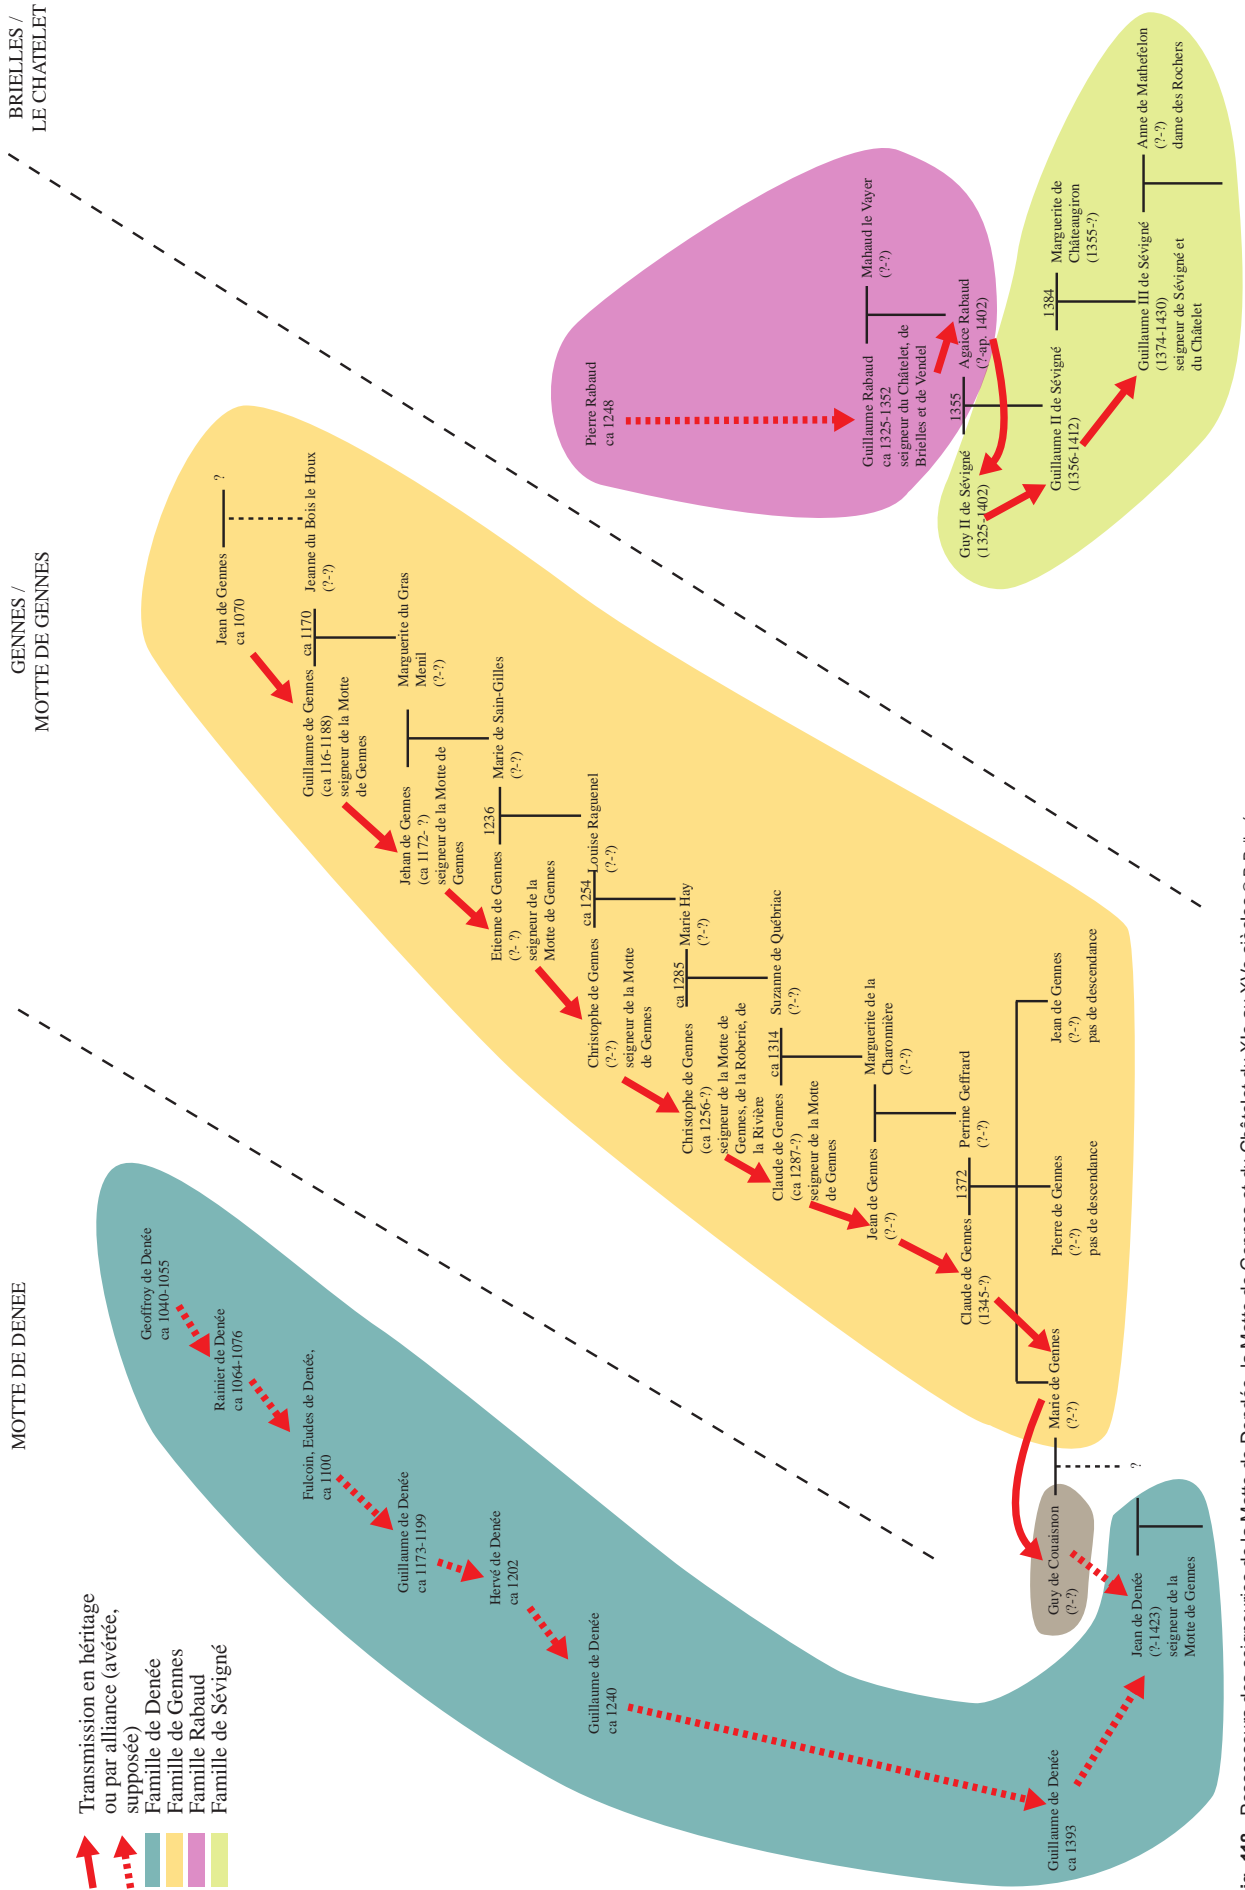 MOTTE DE DENEE
GENNES /
MOTTE DE GENNES
BRIELLES /
LE CHATELET
Transmission en héritage
ou par alliance (avérée,
supposée)
Famille de Denée
Famille de Gennes
Famille Rabaud
Famille de Sévigné
Geoffroy de Denée
ca 1040-1055
Rainier de Denée
ca 1064-1076
Fulcoin, Eudes de Denée,
ca 1100
Guillaume de Denée
ca 1173-1199
Hervé de Denée
ca 1202
Guillaume de Denée
ca 1240
Guillaume de Denée
ca 1393
Jean de Denée
(?-1423)
seigneur de la
Motte de Gennes
Guy de Couaisnon
(?-?)
?
Jean de Gennes
ca 1070
?
Guillaume de Gennes
(ca 116-1188)
seigneur de la Motte
de Gennes
ca 1170
Jeanne du Bois le Houx
(?-?)
Jehan de Gennes
(ca 1172- ?)
seigneur de la Motte de
Gennes
Marguerite du Gras
Menil
(?-?)
Etienne de Gennes
(?- ?)
seigneur de la
Motte de Gennes
1236
Marie de Sain-Gilles
(?-?)
Christophe de Gennes
(?-?)
seigneur de la Motte
de Gennes
ca 1254
Louise Raguenel
(?-?)
Christophe de Gennes
(ca 1256-?)
seigneur de la Motte de
Gennes, de la Roberie, de
la Rivière
ca 1285
Marie Hay
(?-?)
Claude de Gennes
(ca 1287-?)
seigneur de la Motte
de Gennes
ca 1314
Suzanne de Québriac
(?-?)
Jean de Gennes
(?-?)
Marguerite de la
Charonnière
(?-?)
Claude de Gennes
(1345-?)
1372
Perrine Geffrard
(?-?)
Marie de Gennes
(?-?)
Pierre de Gennes
(?-?)
pas de descendance
Jean de Gennes
(?-?)
pas de descendance
Pierre Rabaud
ca 1248
Guillaume Rabaud
ca 1325-1352
seigneur du Châtelet, de
Brielles et de Vendel
Mahaud le Vayer
(?-?)
Guy II de Sévigné
(1325-1402)
1355
Agaice Rabaud
(?-ap. 1402)
Guillaume II de Sévigné
(1356-1412)
1384
Marguerite de
Châteaugiron
(1355-?)
Guillaume III de Sévigné
(1374-1430)
seigneur de Sévigné et
du Châtelet
Anne de Mathefelon
(?-?)
dame des Rochers